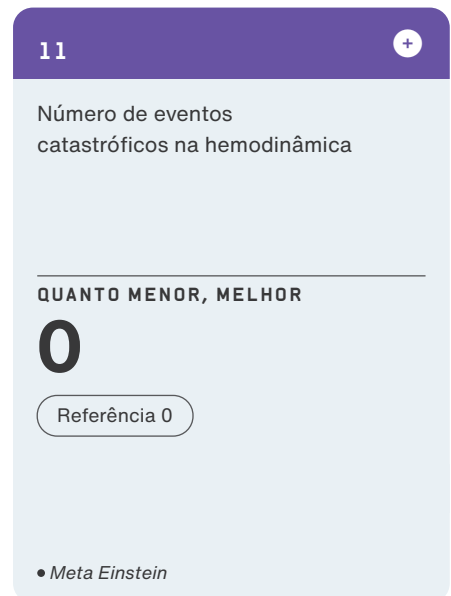 11
+
Número de eventos
catastróficos na hemodinâmica
QUANTO MENOR, MELHOR
0
Referência 0
• Meta Einstein